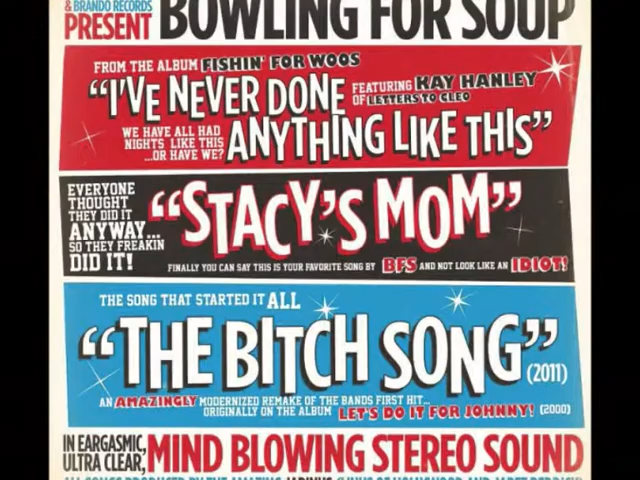 & BRANDO RECORDS
PRESENT
BOWLING FOR SOUP
FROM THE ALBUM FISHIN' FOR WOOS
"I'VE NEVER DONE
FEATURING KAY HANLEY
OF LETTERS TO CLEO
WE HAVE ALL HAD
NIGHTS LIKE THIS
...OR HAVE WE?
ANYTHING LIKE THIS"
EVERYONE
THOUGHT
THEY DID IT
ANYWAY...
SO THEY FREAKIN
DID IT!
"STACY'S MOM"
FINALLY YOU CAN SAY THIS IS YOUR FAVORITE SONG BY BFS AND NOT LOOK LIKE AN IDIOT!
THE SONG THAT STARTED IT ALL
"THE BITCH SONG"
(2011)
AN AMAZINGLY MODERNIZED REMAKE OF THE BANDS FIRST HIT...
ORIGINALLY ON THE ALBUM LET'S DO IT FOR JOHNNY! (2000)
IN EARGASMIC,
ULTRA CLEAR,
MIND BLOWING STEREO SOUND